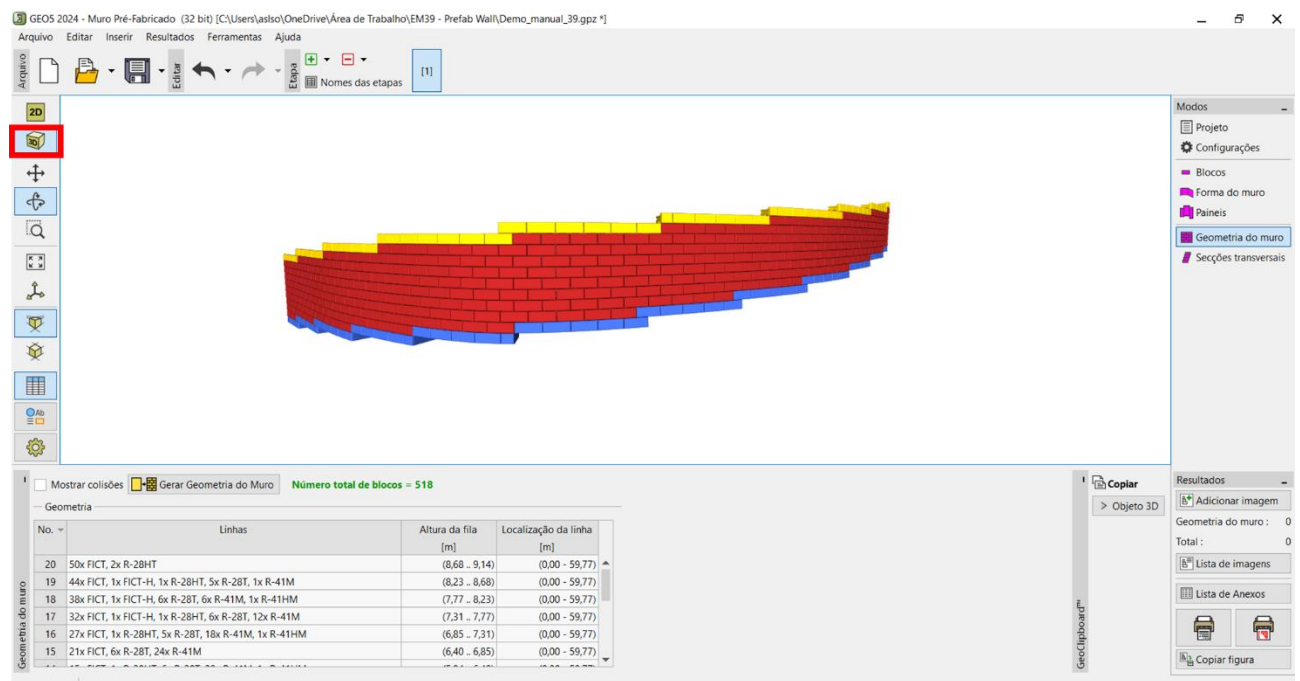 GEO5 2024 - Muro Pré-Fabricado (32 bit) [C:\Users\aslso\OneDrive\Área de Trabalho\EM39 - Prefab Wall\Demo_manual_39.gpz *]
Arquivo Editar Inserir Resultados Ferramentas Ajuda
Arquivo
Editar
Etapa
Nomes das etapas
[1]
2D
3D
Modos
Projeto
Configurações
Blocos
Forma do muro
Paineis
Geometria do muro
Secções transversais
Ab
Geometria do muro
Mostrar colisões
Gerar Geometria do Muro
Número total de blocos = 518
Geometria
No. Linhas Altura da fila Localização da linha
[m] [m]
20 50x FICT, 2x R-28HT (8,68 .. 9,14) (0,00 - 59,77)
19 44x FICT, 1x FICT-H, 1x R-28HT, 5x R-28T, 1x R-41M (8,23 .. 8,68) (0,00 - 59,77)
18 38x FICT, 1x FICT-H, 6x R-28T, 6x R-41M, 1x R-41HM (7,77 .. 8,23) (0,00 - 59,77)
17 32x FICT, 1x FICT-H, 1x R-28HT, 6x R-28T, 12x R-41M (7,31 .. 7,77) (0,00 - 59,77)
16 27x FICT, 1x R-28HT, 5x R-28T, 18x R-41M, 1x R-41HM (6,85 .. 7,31) (0,00 - 59,77)
15 21x FICT, 6x R-28T, 24x R-41M (6,40 .. 6,85) (0,00 - 59,77)
GeoClipboard™
Copiar
> Objeto 3D
Resultados
Adicionar imagem
Geometria do muro : 0
Total : 0
Lista de imagens
Lista de Anexos
Copiar figura